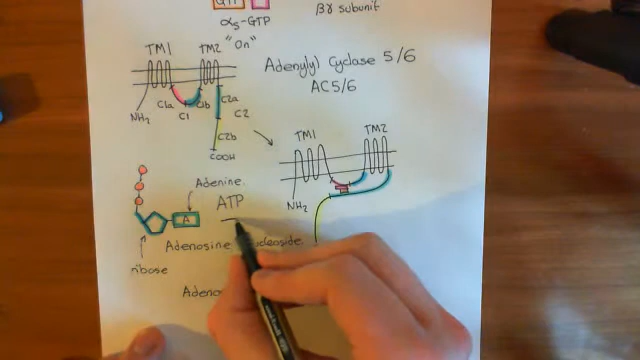 GTP
βγ subunit
αs-GTP
"On"
TM1 TM2
Adenylyl Cyclase 5/6
AC5/6
C1a C1b C2a
C1 C2
NH2
C2b
COOH
TM1 TM2
Adenine.
ATP
A
NH2
Adenosine
ribose